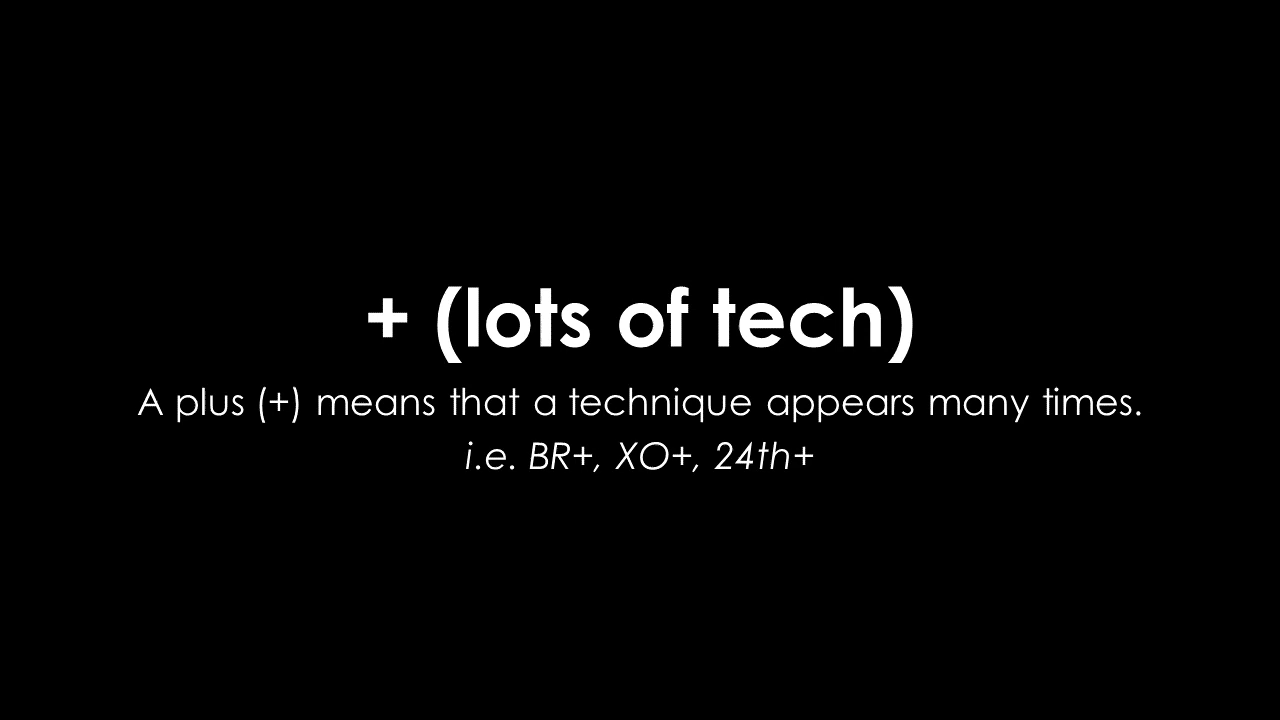 + (lots of tech)
A plus (+) means that a technique appears many times.
i.e. BR+, XO+, 24th+